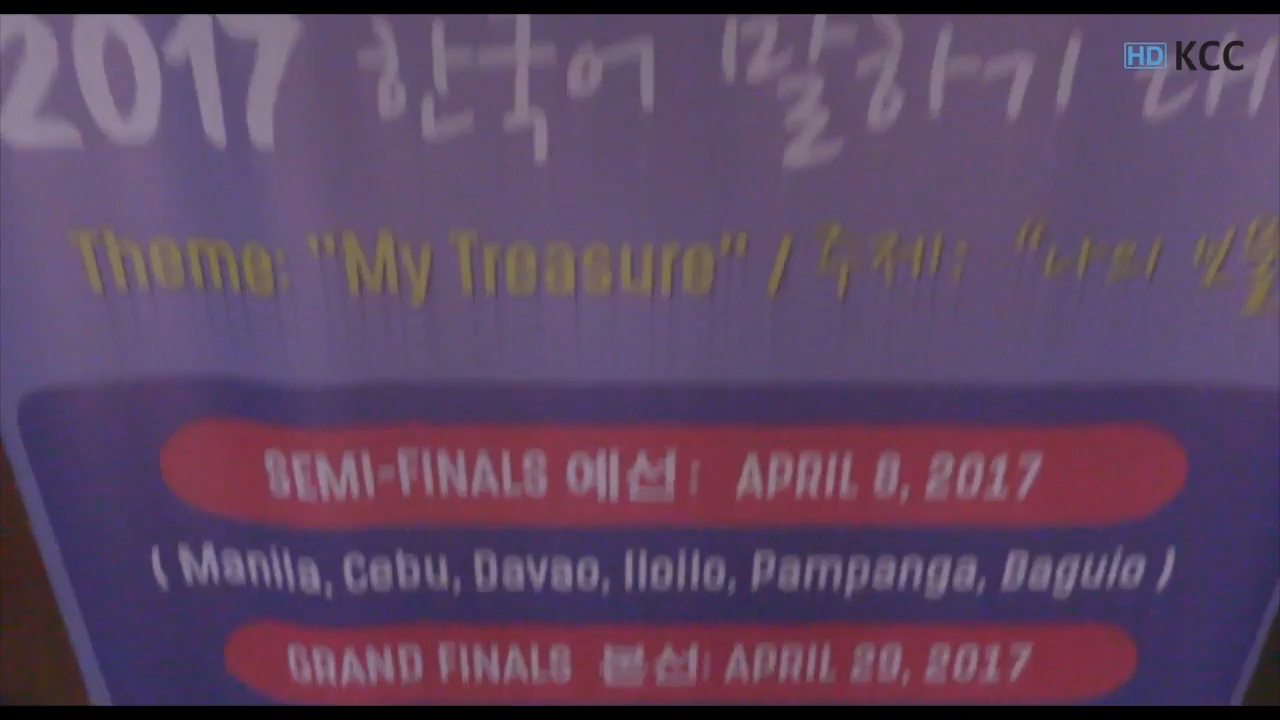 HD KCC
2017 한국어 말하기 대
Theme: "My Treasure" / 주제: "나의 보물
SEMI-FINALS 예선: APRIL 8, 2017
( Manila, Cebu, Davao, Iloilo, Pampanga, Baguio )
GRAND FINALS 본선: APRIL 29, 2017